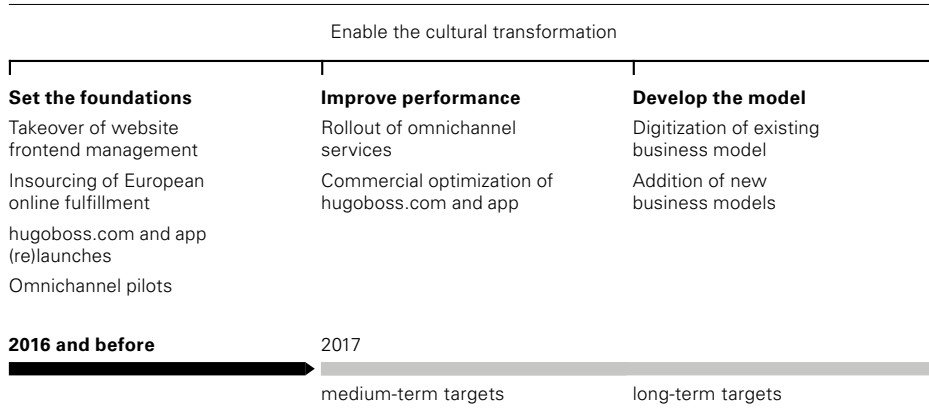 Enable the cultural transformation
Set the foundations
Takeover of website
frontend management
Insourcing of European
online fulfillment
hugoboss.com and app
(re)launches
Omnichannel pilots
Improve performance
Rollout of omnichannel
services
Commercial optimization of
hugoboss.com and app
Develop the model
Digitization of existing
business model
Addition of new
business models
2016 and before
2017
medium-term targets
long-term targets